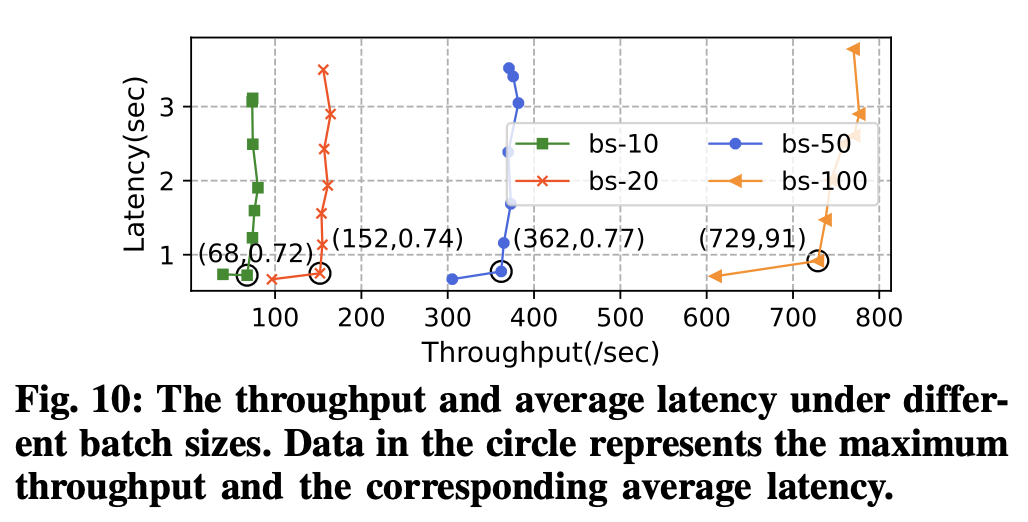 Latency(sec)
3
2
1
bs-10
bs-50
bs-20
bs-100
(68,0.72)
(152,0.74)
(362,0.77)
(729,91)
100
200
300
400
500
600
700
800
Throughput(/sec)
Fig. 10: The throughput and average latency under differ-
ent batch sizes. Data in the circle represents the maximum
throughput and the corresponding average latency.